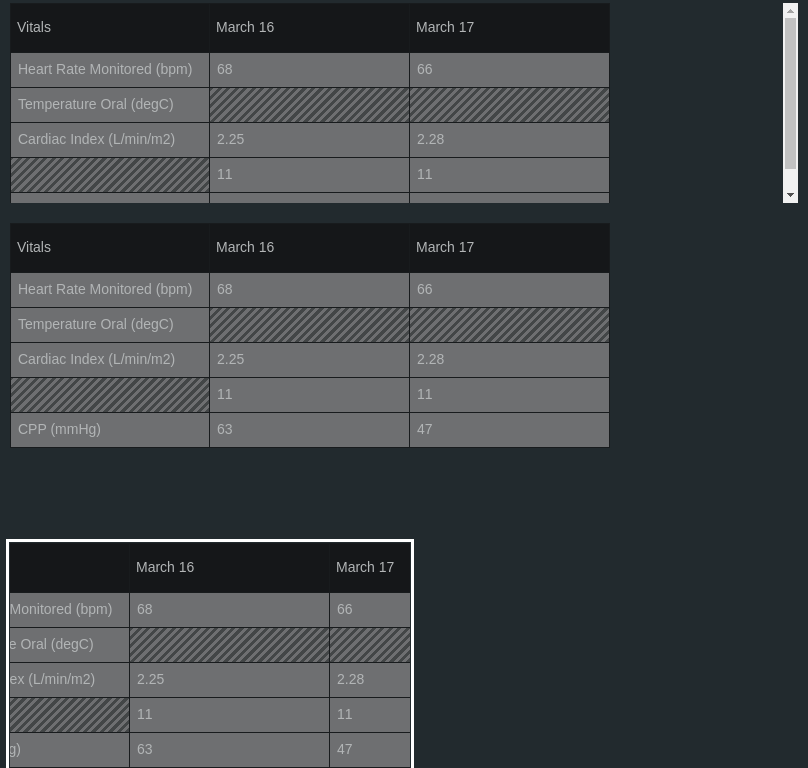 Vitals March 16 March 17
Heart Rate Monitored (bpm) 68 66
Temperature Oral (degC)
Cardiac Index (L/min/m2) 2.25 2.28
11 11
Vitals March 16 March 17
Heart Rate Monitored (bpm) 68 66
Temperature Oral (degC)
Cardiac Index (L/min/m2) 2.25 2.28
11 11
CPP (mmHg) 63 47
March 16 March 17
Monitored (bpm) 68 66
e Oral (degC)
ex (L/min/m2) 2.25 2.28
11 11
g) 63 47